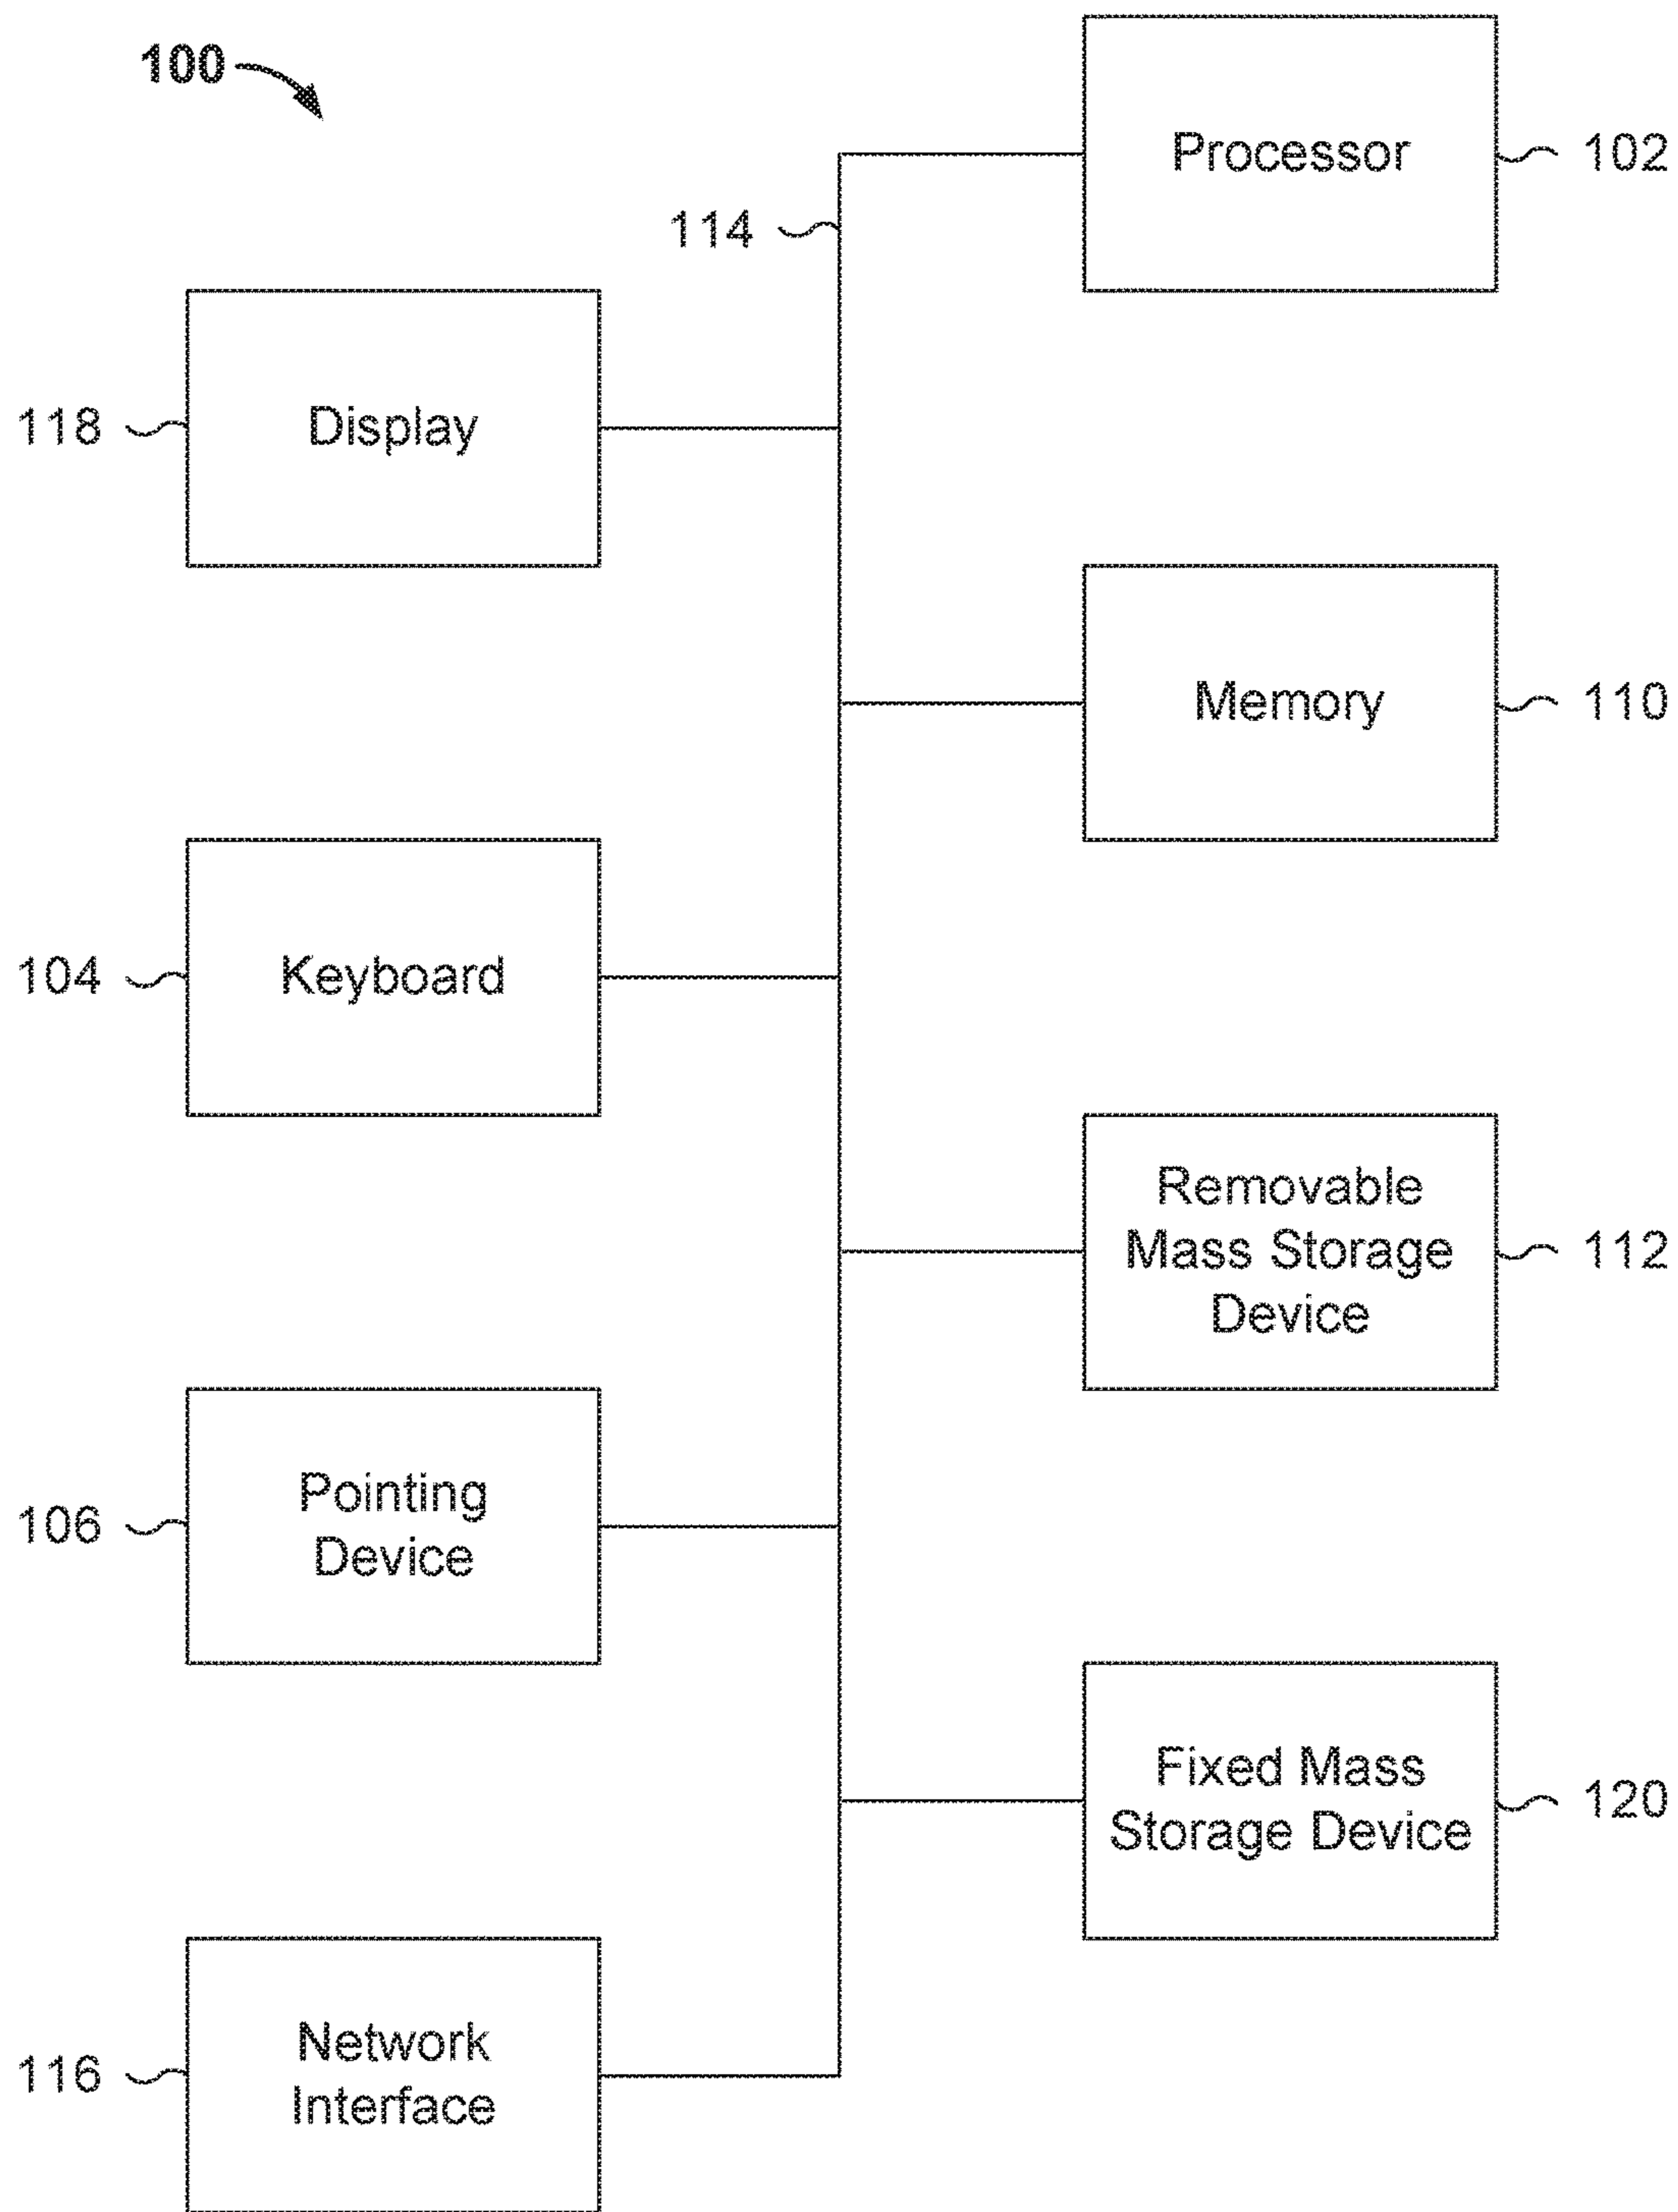 100
Processor
102
114
118
Display
Memory
110
104
Keyboard
Removable
Mass Storage
Device
112
106
Pointing
Device
Fixed Mass
Storage Device
120
116
Network
Interface